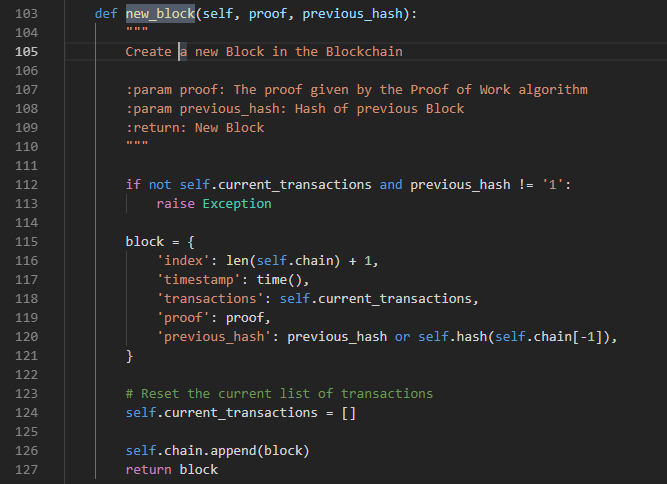 103 def new_block(self, proof, previous_hash):
104 """
105 Create a new Block in the Blockchain
106
107 :param proof: The proof given by the Proof of Work algorithm
108 :param previous_hash: Hash of previous Block
109 :return: New Block
110 """
111
112 if not self.current_transactions and previous_hash != '1':
113 raise Exception
114
115 block = {
116 'index': len(self.chain) + 1,
117 'timestamp': time(),
118 'transactions': self.current_transactions,
119 'proof': proof,
120 'previous_hash': previous_hash or self.hash(self.chain[-1]),
121 }
122
123 # Reset the current list of transactions
124 self.current_transactions = []
125
126 self.chain.append(block)
127 return block